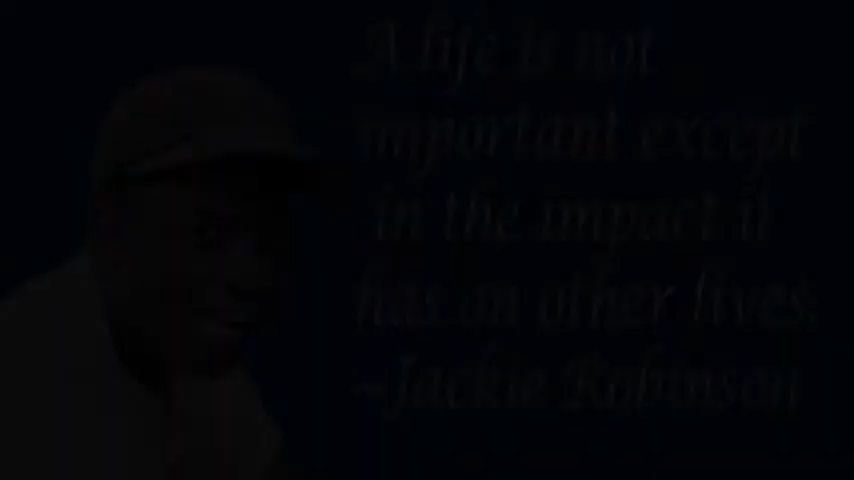 A life is not
important except
in the impact it
has on other lives
~Jackie Robinson